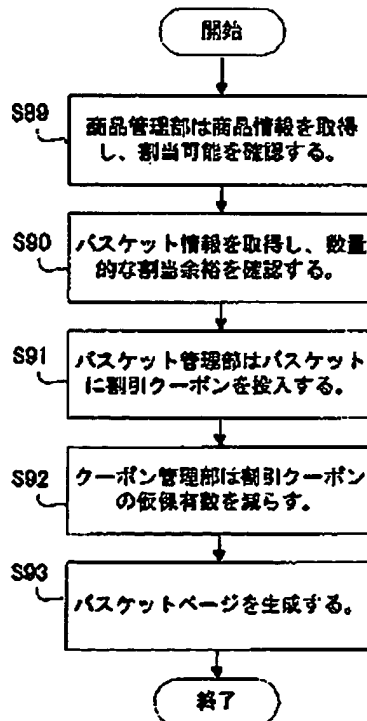 開始
S89
商品管理部は商品情報を取得
し、割当可能を確認する。
S90
バスケット情報を取得し、数量
的な割当余裕を確認する。
S91
バスケット管理部はバスケット
に割引クーポンを投入する。
S92
クーポン管理部は割引クーポン
の仮保有数を減らす。
S93
バスケットページを生成する。
終了